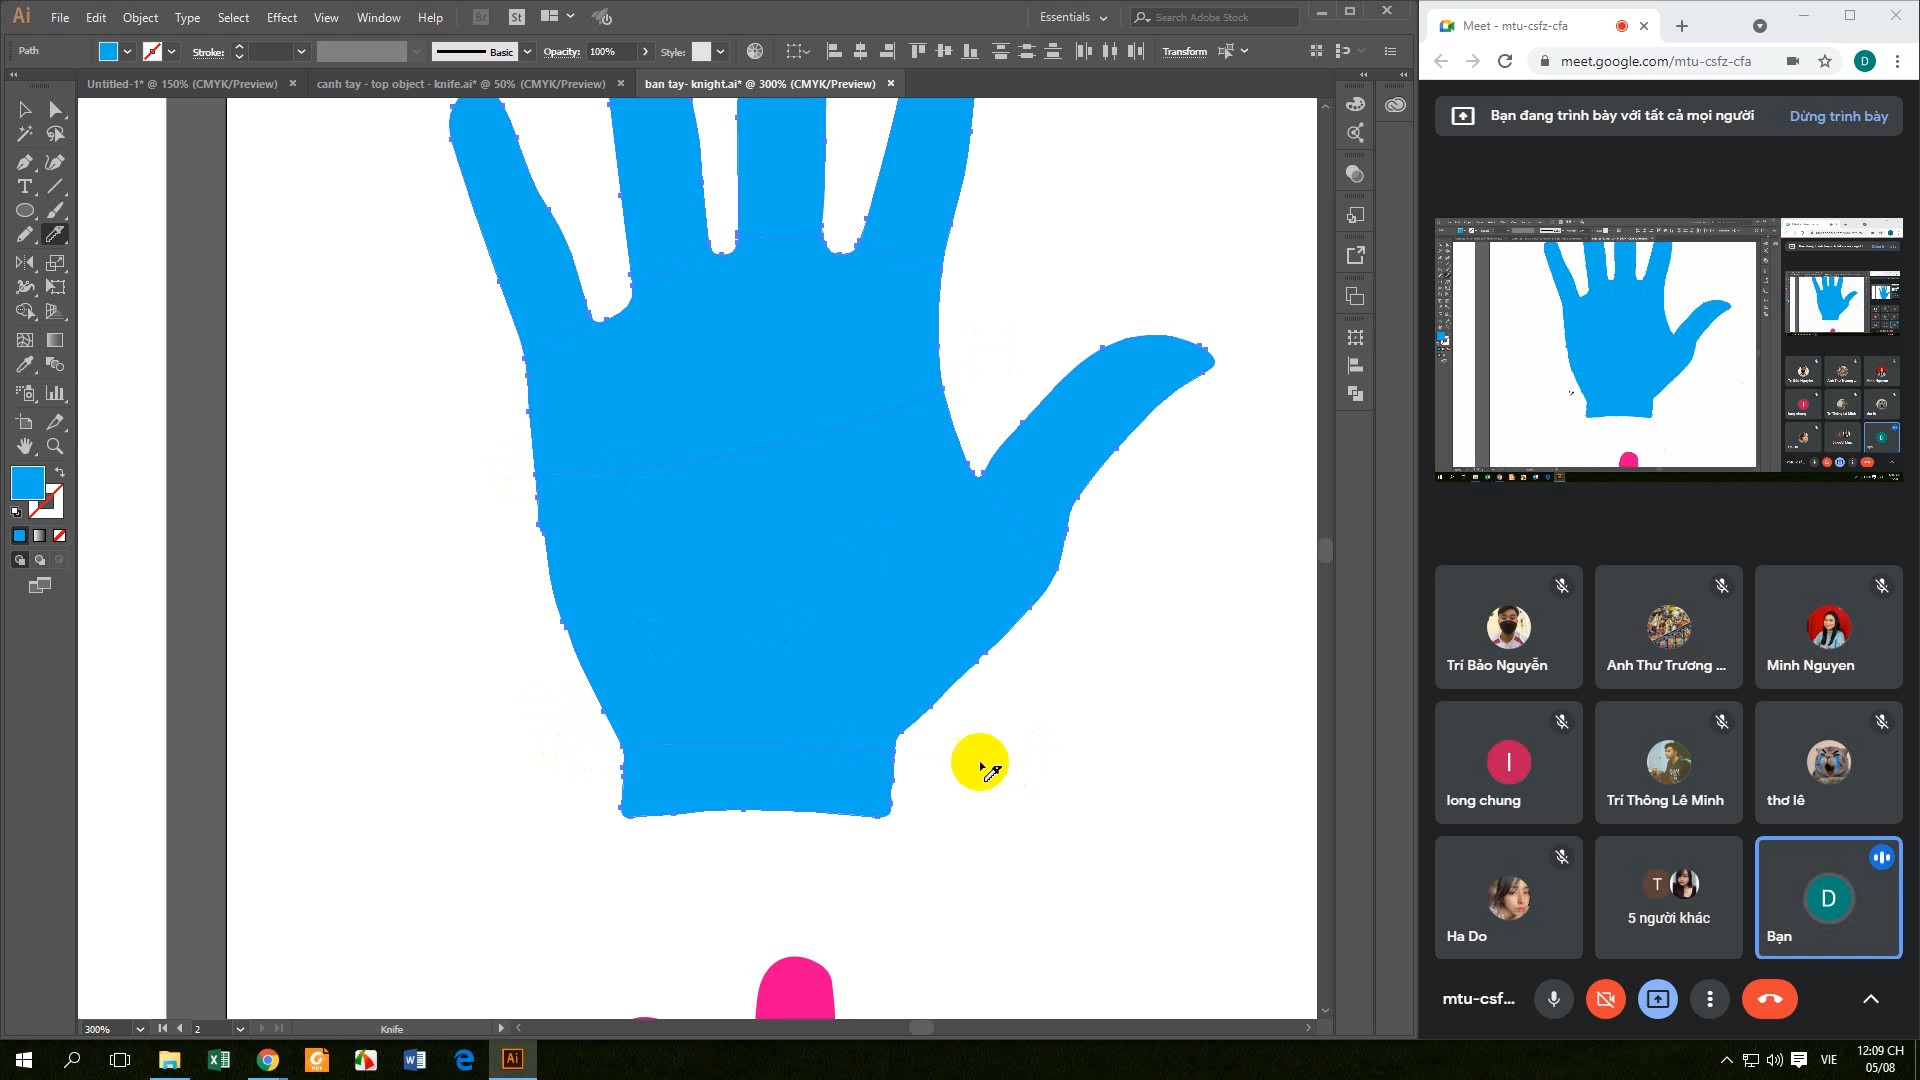 Ai File Edit Object Type Select Effect View Window Help Br St Essentials Search Adobe Stock
Path Stroke: Basic Opacity: 100% Style: Transform
Untitled-1* @ 150% (CMYK/Preview) canh tay - top object - knife.ai* @ 50% (CMYK/Preview) ban tay- knight.ai* @ 300% (CMYK/Preview)
300% 2 Knife
Meet - mtu-csfz-cfa
meet.google.com/mtu-csfz-cfa D
Bạn đang trình bày với tất cả mọi người Dừng trình bày
Trí Bảo Nguyễn Anh Thư Trương ... Minh Nguyen
l
long chung Trí Thông Lê Minh thơ lê
T D
Ha Do 5 người khác Bạn
mtu-csf...
VIE 12:09 CH
05/08